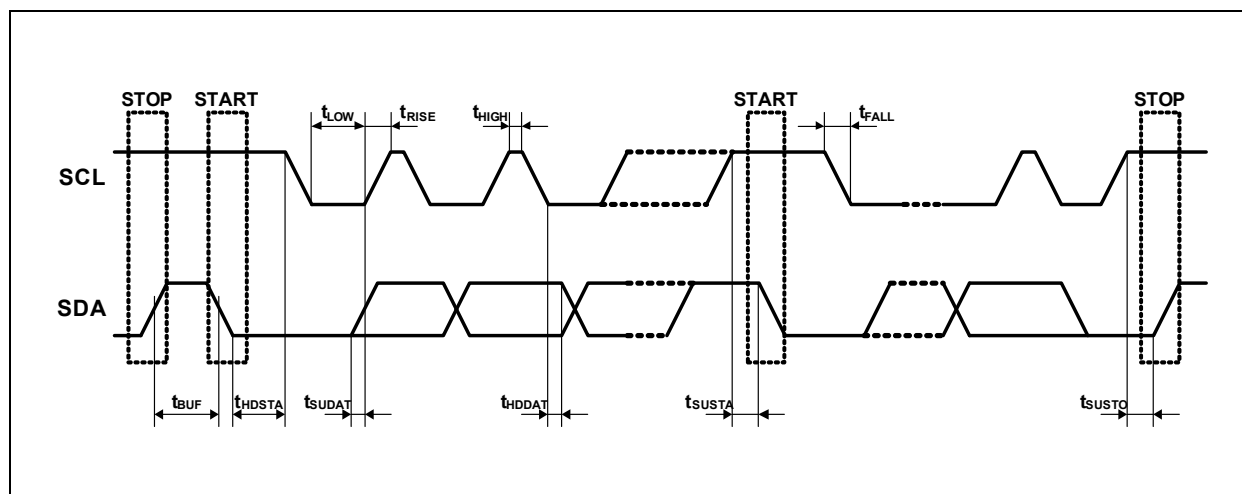 STOP START START STOP
tLOW tRISE tHIGH tFALL
SCL
SDA
tBUF tHDSTA tSUDAT tHDDAT tSUSTA tSUSTO